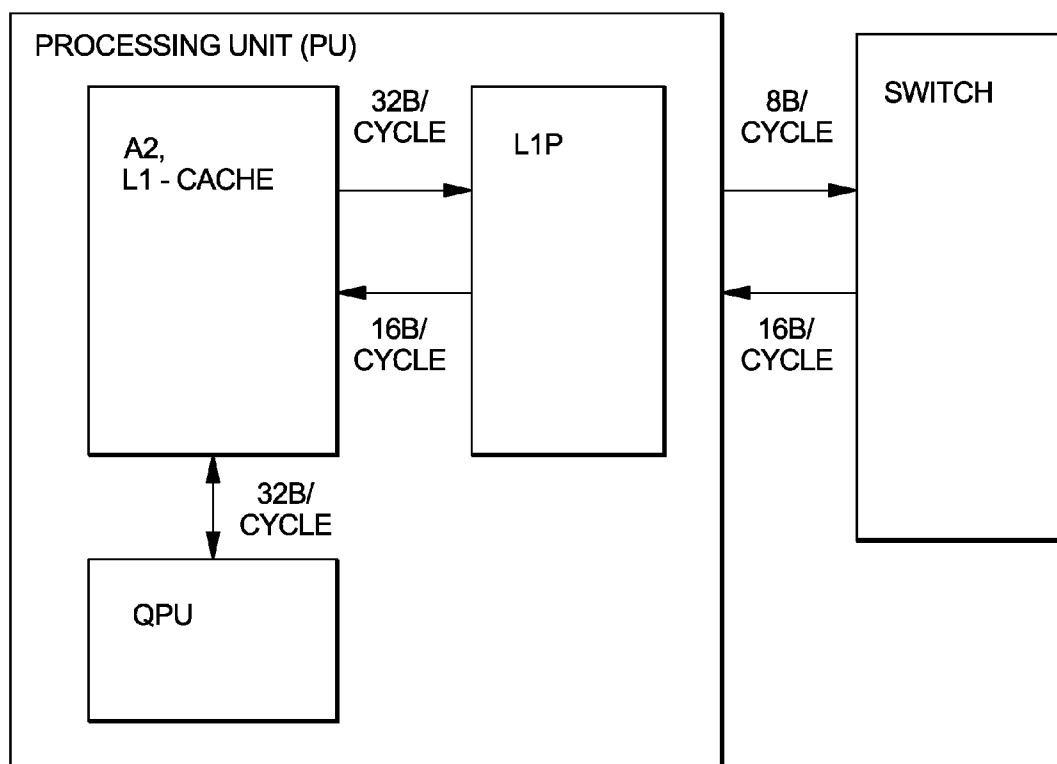 PROCESSING UNIT (PU)
A2,
L1 - CACHE
32B/
CYCLE
L1P
16B/
CYCLE
32B/
CYCLE
QPU
8B/
CYCLE
16B/
CYCLE
SWITCH